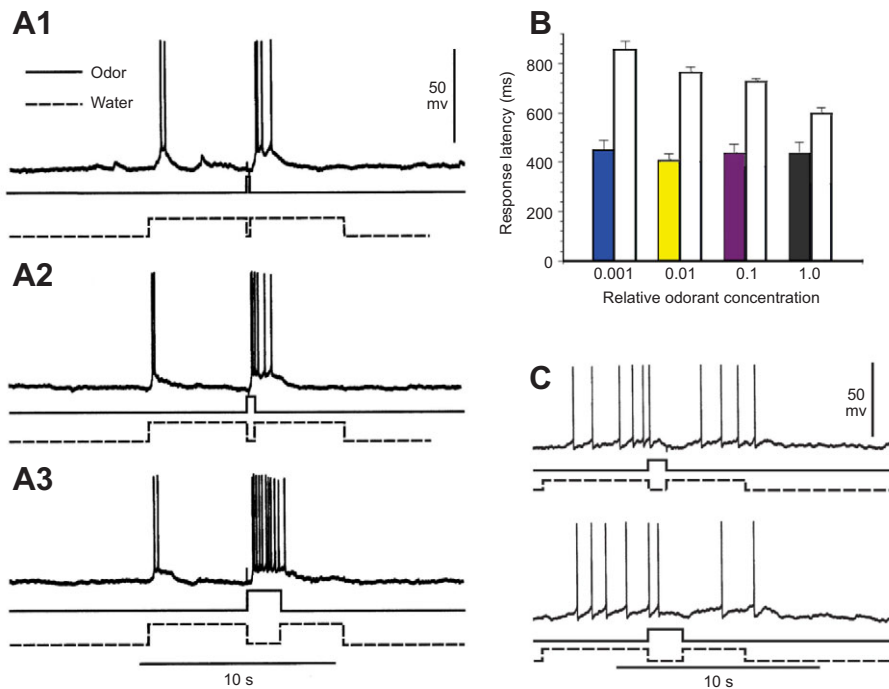 A1
Odor
Water
50
mv
A2
A3
10 s
B
Response latency (ms)
800
600
400
200
0
0.001 0.01 0.1 1.0
Relative odorant concentration
C
50
mv
10 s